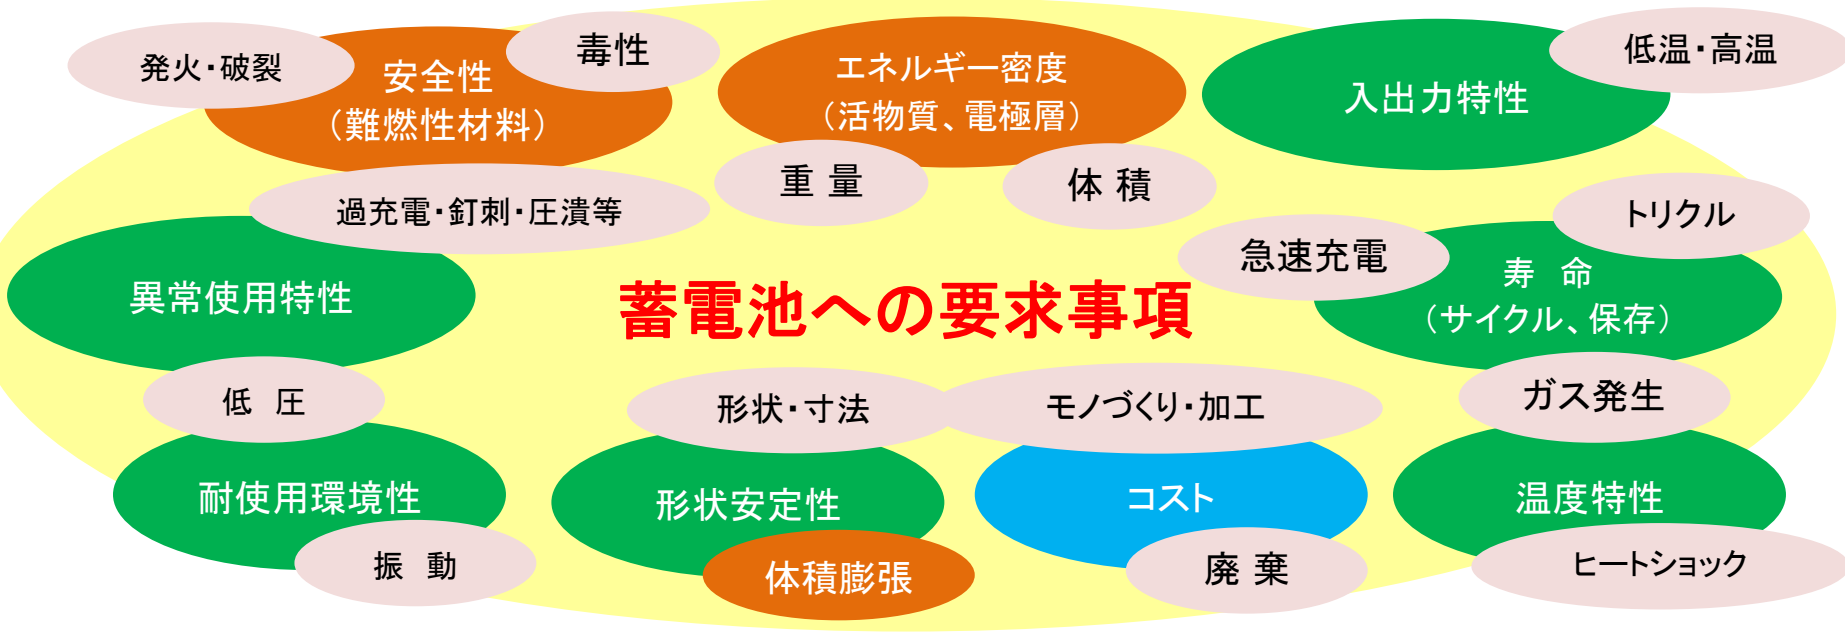 発火・破裂
安全性
（難燃性材料）
毒性
エネルギー密度
（活物質、電極層）
入出力特性
低温・高温
重 量
体 積
過充電・釘刺・圧潰等
トリクル
急速充電
異常使用特性
蓄電池への要求事項
寿 命
（サイクル、保存）
低 圧
形状・寸法
モノづくり・加工
ガス発生
耐使用環境性
形状安定性
コスト
温度特性
振 動
体積膨張
廃 棄
ヒートショック